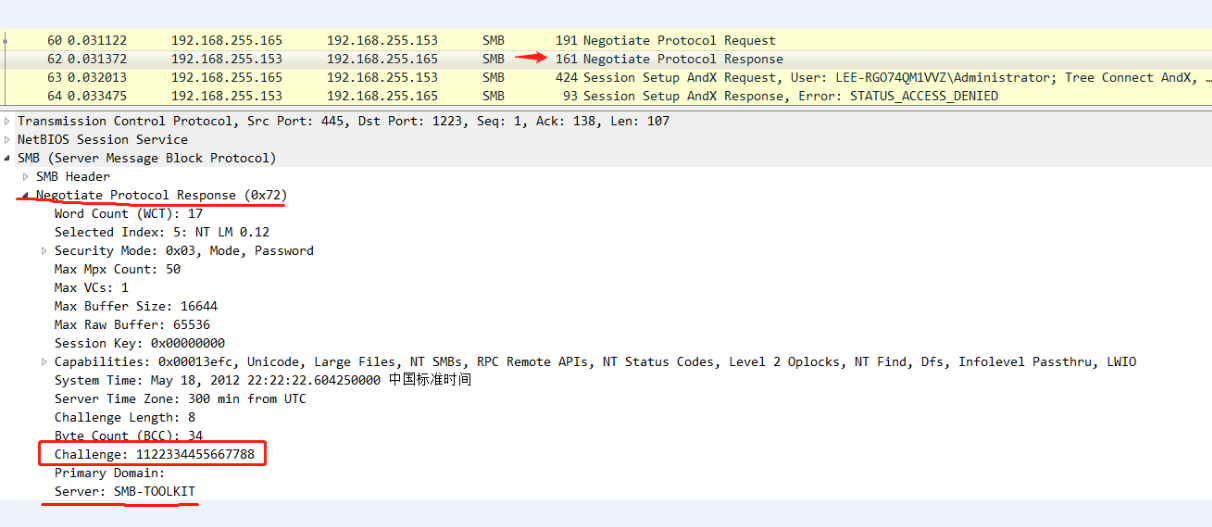 60 0.031122 192.168.255.165 192.168.255.153 SMB 191 Negotiate Protocol Request
62 0.031372 192.168.255.153 192.168.255.165 SMB 161 Negotiate Protocol Response
63 0.032013 192.168.255.165 192.168.255.153 SMB 424 Session Setup AndX Request, User: LEE-RGO74QM1VVZ\Administrator; Tree Connect AndX, …
64 0.033475 192.168.255.153 192.168.255.165 SMB 93 Session Setup AndX Response, Error: STATUS_ACCESS_DENIED
Transmission Control Protocol, Src Port: 445, Dst Port: 1223, Seq: 1, Ack: 138, Len: 107
NetBIOS Session Service
SMB (Server Message Block Protocol)
SMB Header
Negotiate Protocol Response (0x72)
Word Count (WCT): 17
Selected Index: 5: NT LM 0.12
Security Mode: 0x03, Mode, Password
Max Mpx Count: 50
Max VCs: 1
Max Buffer Size: 16644
Max Raw Buffer: 65536
Session Key: 0x00000000
Capabilities: 0x00013efc, Unicode, Large Files, NT SMBs, RPC Remote APIs, NT Status Codes, Level 2 Oplocks, NT Find, Dfs, Infolevel Passthru, LWIO
System Time: May 18, 2012 22:22:22.604250000 中国标准时间
Server Time Zone: 300 min from UTC
Challenge Length: 8
Byte Count (BCC): 34
Challenge: 1122334455667788
Primary Domain:
Server: SMB-TOOLKIT